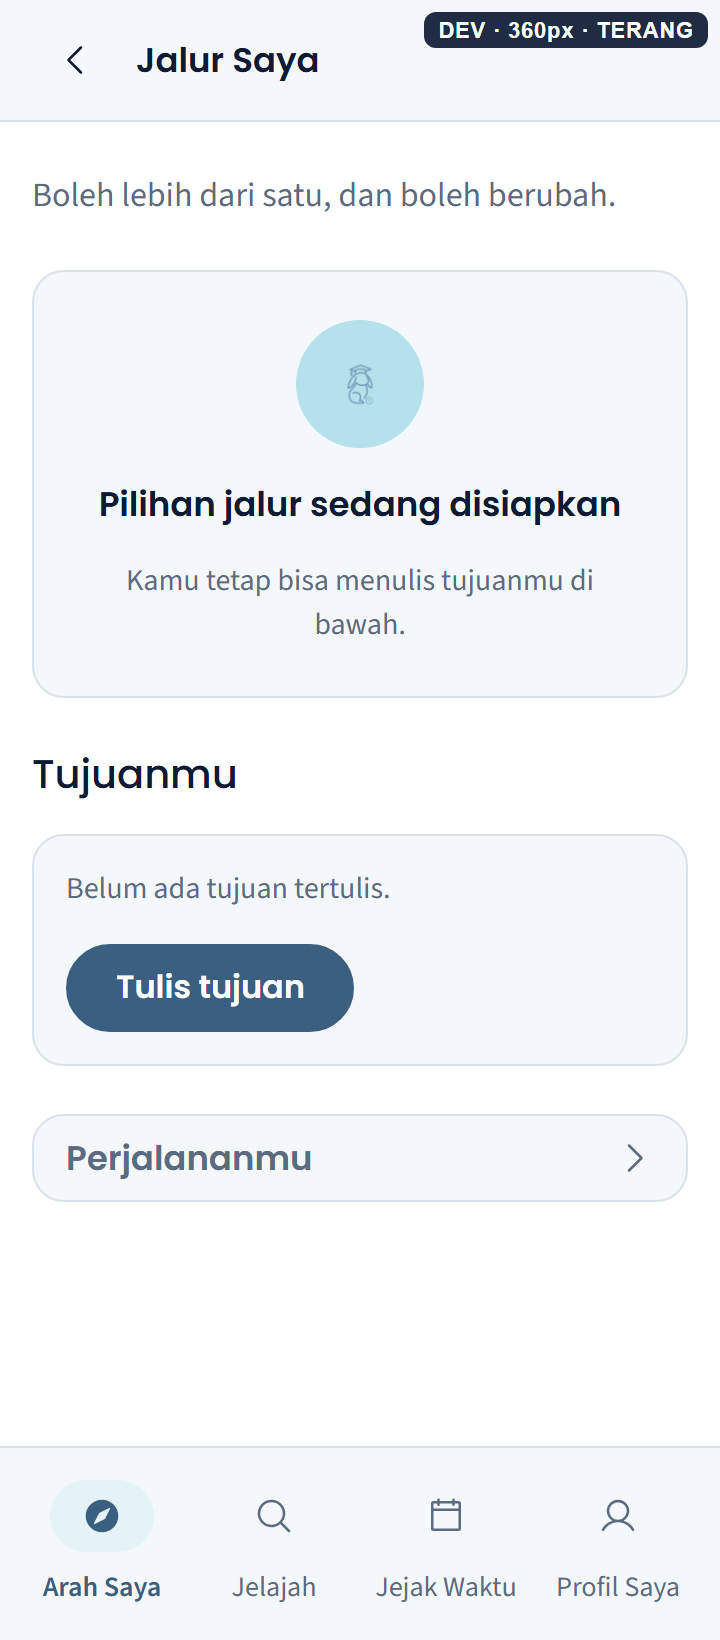 DEV · 360px · TERANG
Jalur Saya
Boleh lebih dari satu, dan boleh berubah.
Pilihan jalur sedang disiapkan
Kamu tetap bisa menulis tujuanmu di
bawah.
Tujuanmu
Belum ada tujuan tertulis.
Tulis tujuan
Perjalananmu
Arah Saya
Jelajah
Jejak Waktu
Profil Saya